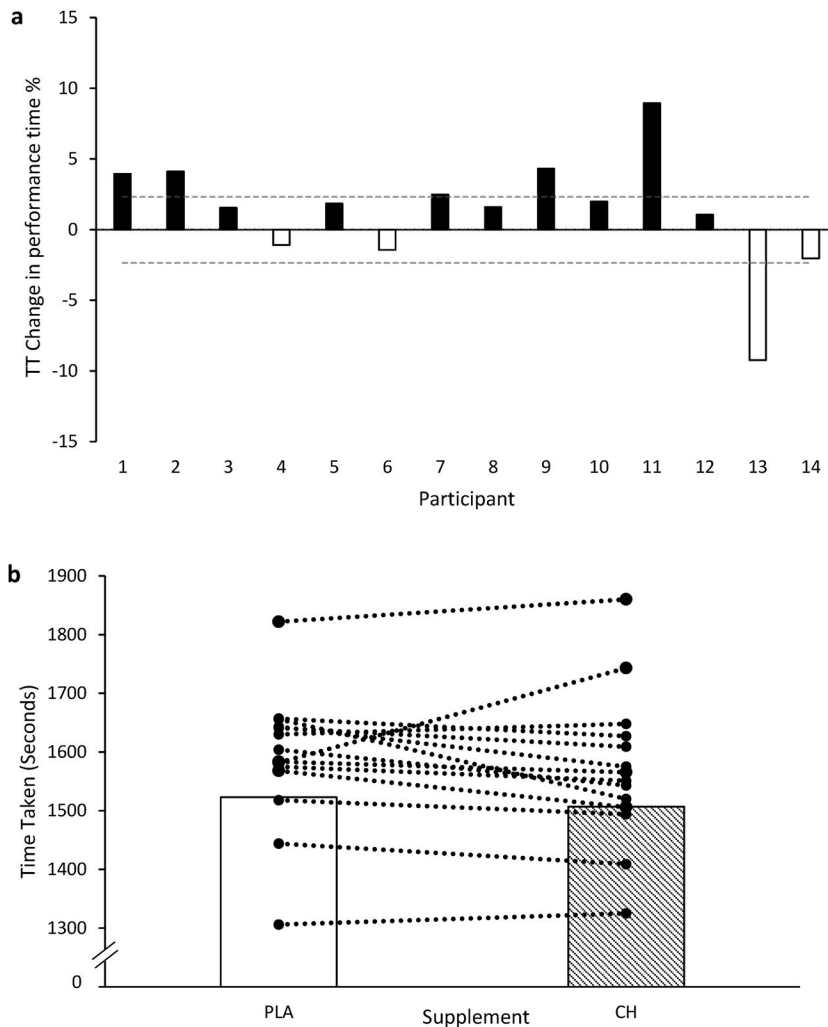 a
TT Change in performance time %
15
10
5
0
-5
-10
-15
1 2 3 4 5 6 7 8 9 10 11 12 13 14
Participant
b
Time Taken (Seconds)
1900
1800
1700
1600
1500
1400
1300
0
PLA CH
Supplement